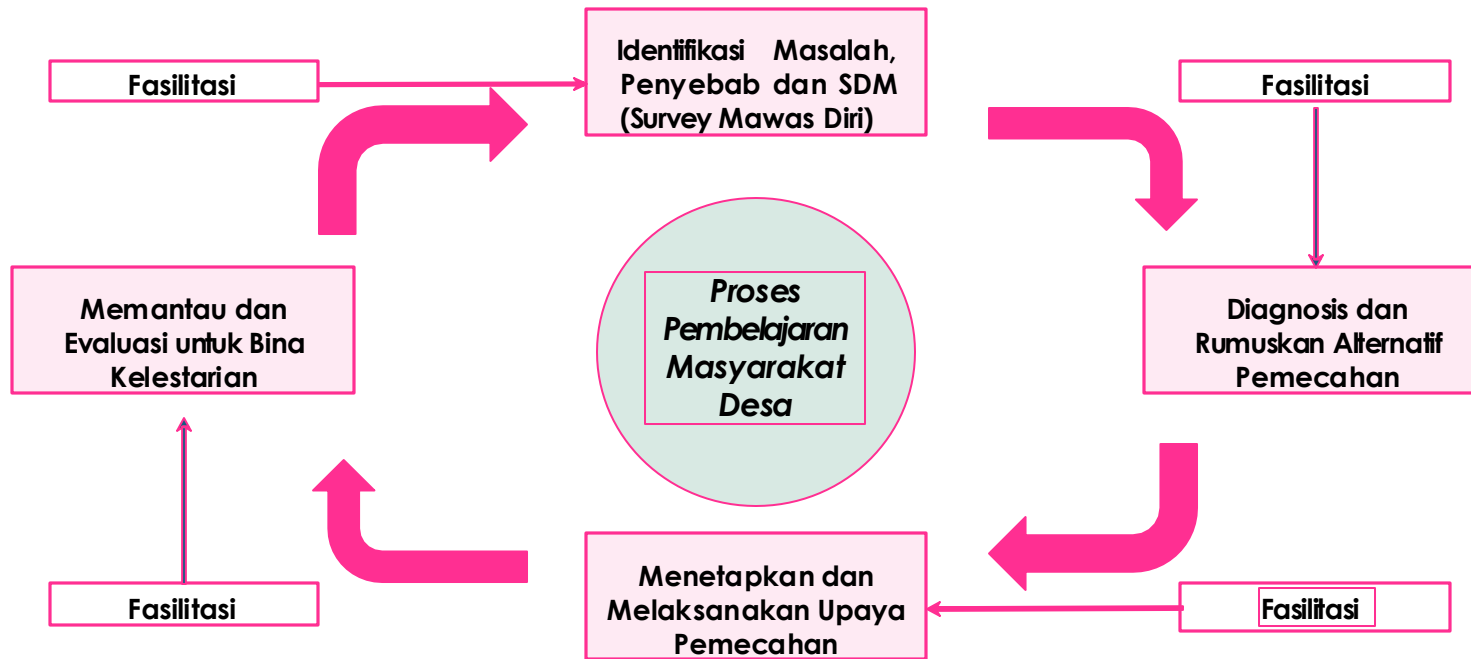 Identifikasi Masalah,
Penyebab dan SDM
(Survey Mawas Diri)
Fasilitasi
Fasilitasi
Proses
Pembelajaran
Masyarakat
Desa
Memantau dan
Evaluasi untuk Bina
Kelestarian
Diagnosis dan
Rumuskan Alternatif
Pemecahan
Menetapkan dan
Melaksanakan Upaya
Pemecahan
Fasilitasi
Fasilitasi